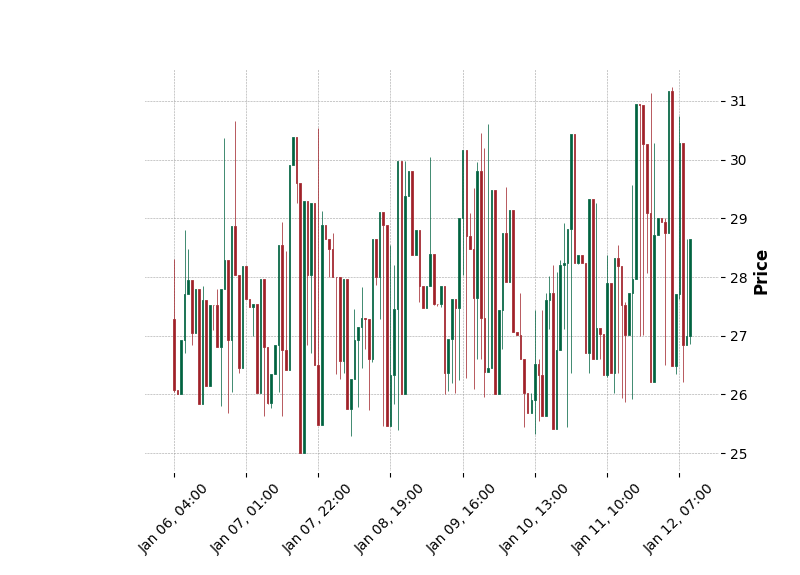 31
30
29
28
27
26
25
Price
Jan 06, 04:00
Jan 07, 01:00
Jan 07, 22:00
Jan 08, 19:00
Jan 09, 16:00
Jan 10, 13:00
Jan 11, 10:00
Jan 12, 07:00